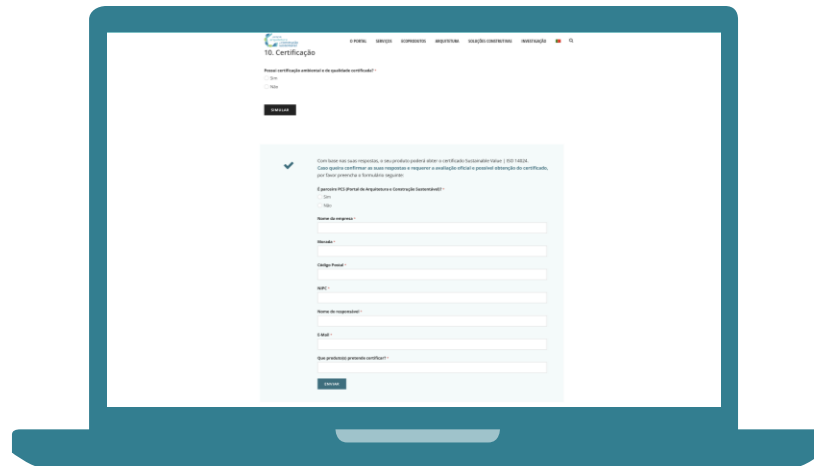 O PORTAL SERVIÇOS ECOPRODUTOS ARQUITETURA SOLUÇÕES CONSTRUTIVAS INVESTIGAÇÃO
10. Certificação
Possui certificação ambiental e de qualidade certificada? *
Sim
Não
SIMULAR
Com base nas suas respostas, o seu produto poderá obter o certificado Sustainable Value | ISO 14024.
Caso queira confirmar as suas respostas e requerer a avaliação oficial e possível obtenção do certificado,
por favor preencha o formulário seguinte:
É parceiro PCS (Portal da Arquitetura e Construção Sustentável)? *
Sim
Não
Nome da empresa *
Morada *
Código Postal *
NIPC *
Nome do responsável *
E-Mail *
Que produto(s) pretende certificar? *
ENVIAR